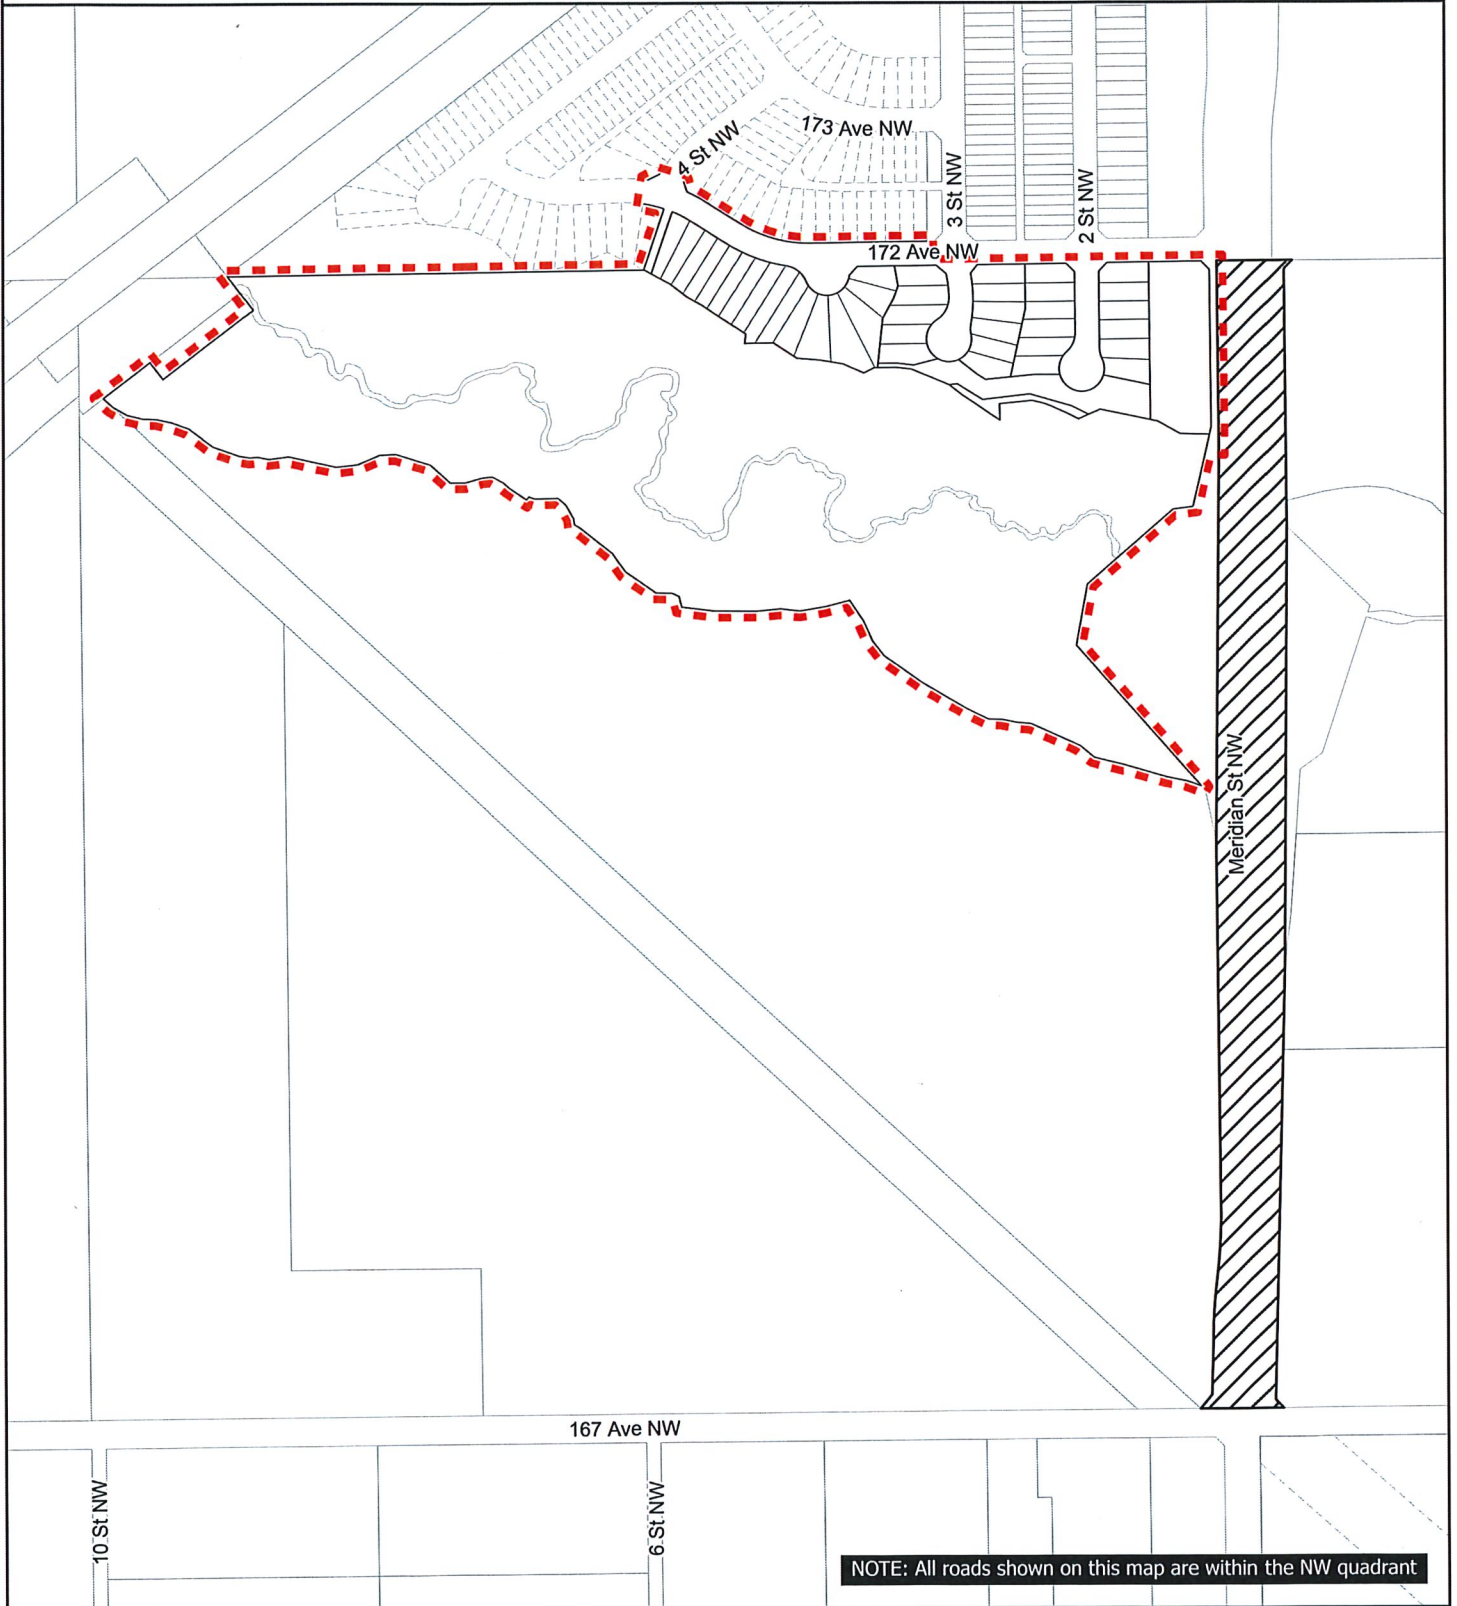 173 Ave NW
4 St NW
3 St NW
2 St NW
172 Ave NW
Meridian St NW
167 Ave NW
10 St NW
6 St NW
NOTE: All roads shown on this map are within the NW quadrant